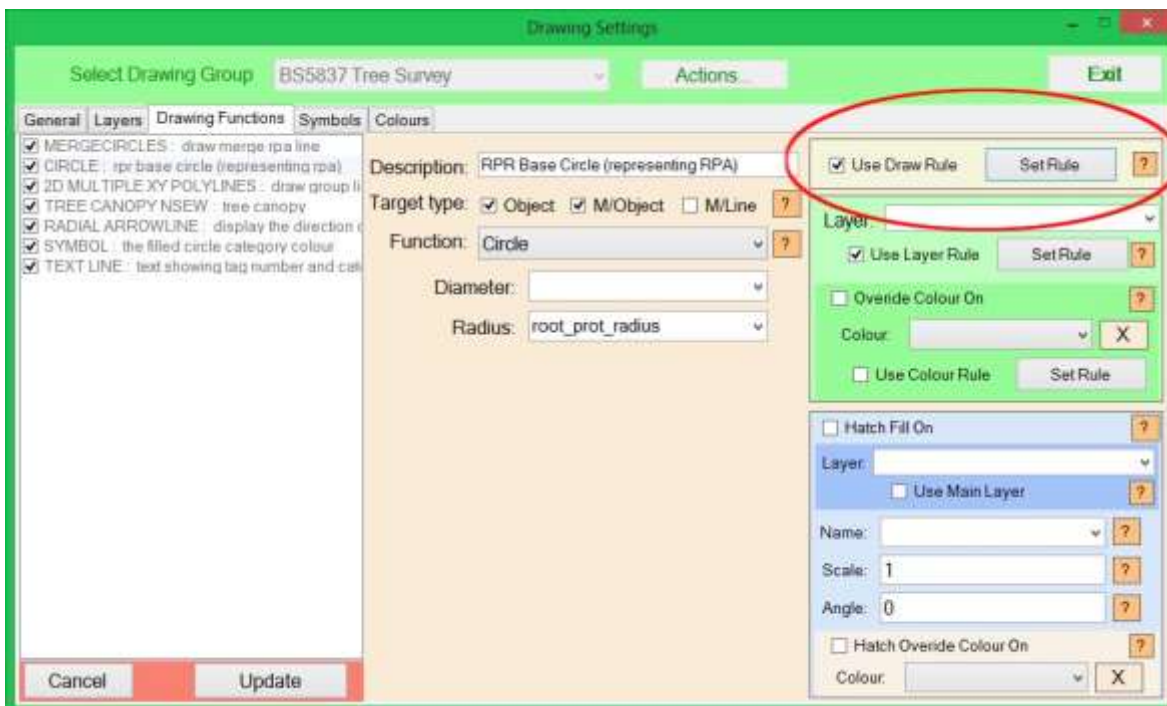 Drawing Settings
Select Drawing Group BS5837 Tree Survey Actions... Exit
General Layers Drawing Functions Symbols Colours
MERGECIRCLES : draw merge rpa line
CIRCLE : rpr base circle (representing rpa)
2D MULTIPLE XY POLYLINES : draw group li
TREE CANOPY NSEW : tree canopy
RADIAL ARROWLINE : display the direction
SYMBOL : the filled circle category colour
TEXT LINE : text showing tag number and cat
Cancel Update
Description: RPR Base Circle (representing RPA)
Target type: Object M/Object M/Line ?
Function: Circle ?
Diameter:
Radius: root_prot_radius
Use Draw Rule Set Rule ?
Layer:
Use Layer Rule Set Rule ?
Overide Colour On ?
Colour: X
Use Colour Rule Set Rule
Hatch Fill On ?
Layer:
Use Main Layer ?
Name: ?
Scale: 1 ?
Angle: 0 ?
Hatch Overide Colour On ?
Colour: X